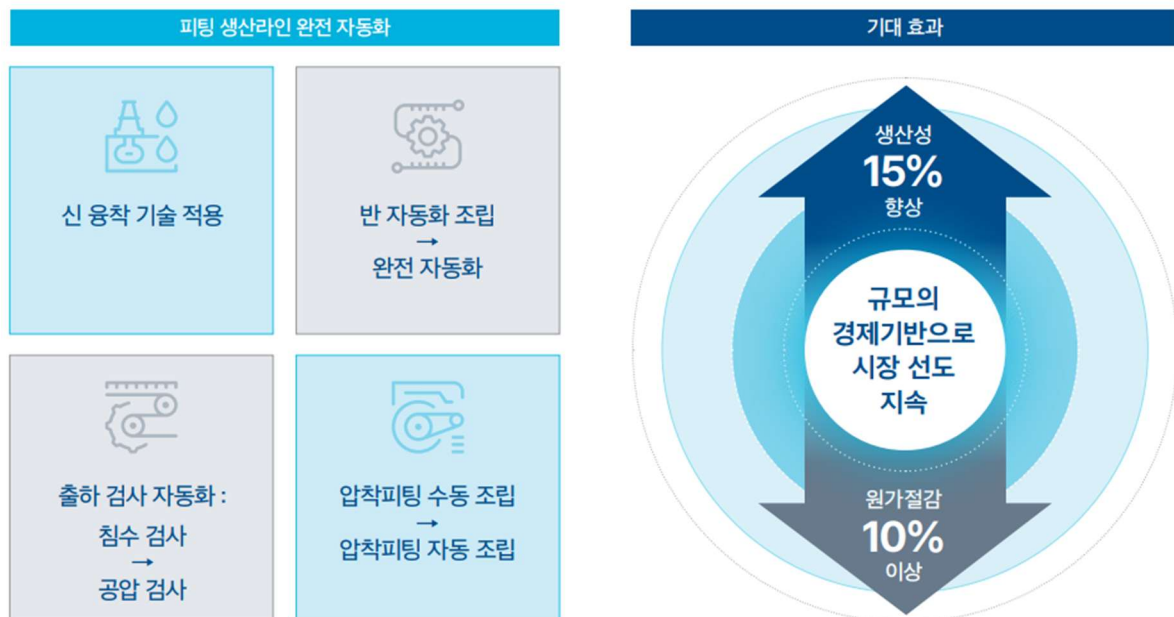 피팅 생산라인 완전 자동화
신 융착 기술 적용
반 자동화 조립
→
완전 자동화
출하 검사 자동화 :
침수 검사
→
공압 검사
압착피팅 수동 조립
→
압착피팅 자동 조립
기대 효과
생산성
15%
향상
규모의
경제기반으로
시장 선도
지속
원가절감
10%
이상